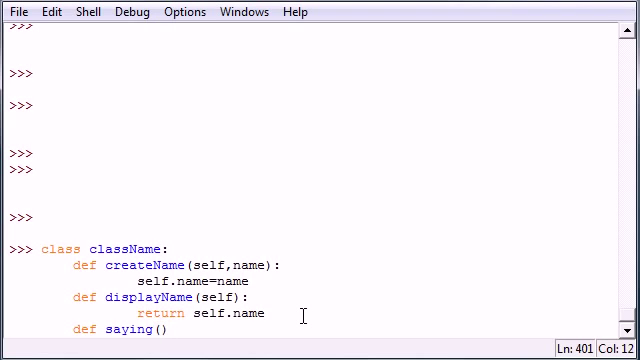 File Edit Shell Debug Options Windows Help
>>>
>>>
>>>
>>>
>>>
>>>
>>> class className:
def createName(self,name):
self.name=name
def displayName(self):
return self.name
def saying()
Ln: 401 Col: 12